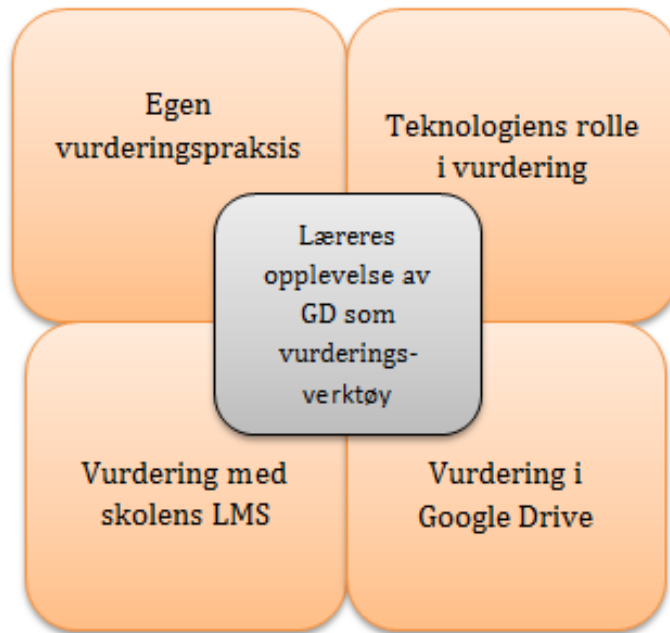 Egen
vurderingspraksis
Teknologiens rolle
i vurdering
Læreres
opplevelse av
GD som
vurderings-
verktøy
Vurdering med
skolens LMS
Vurdering i
Google Drive